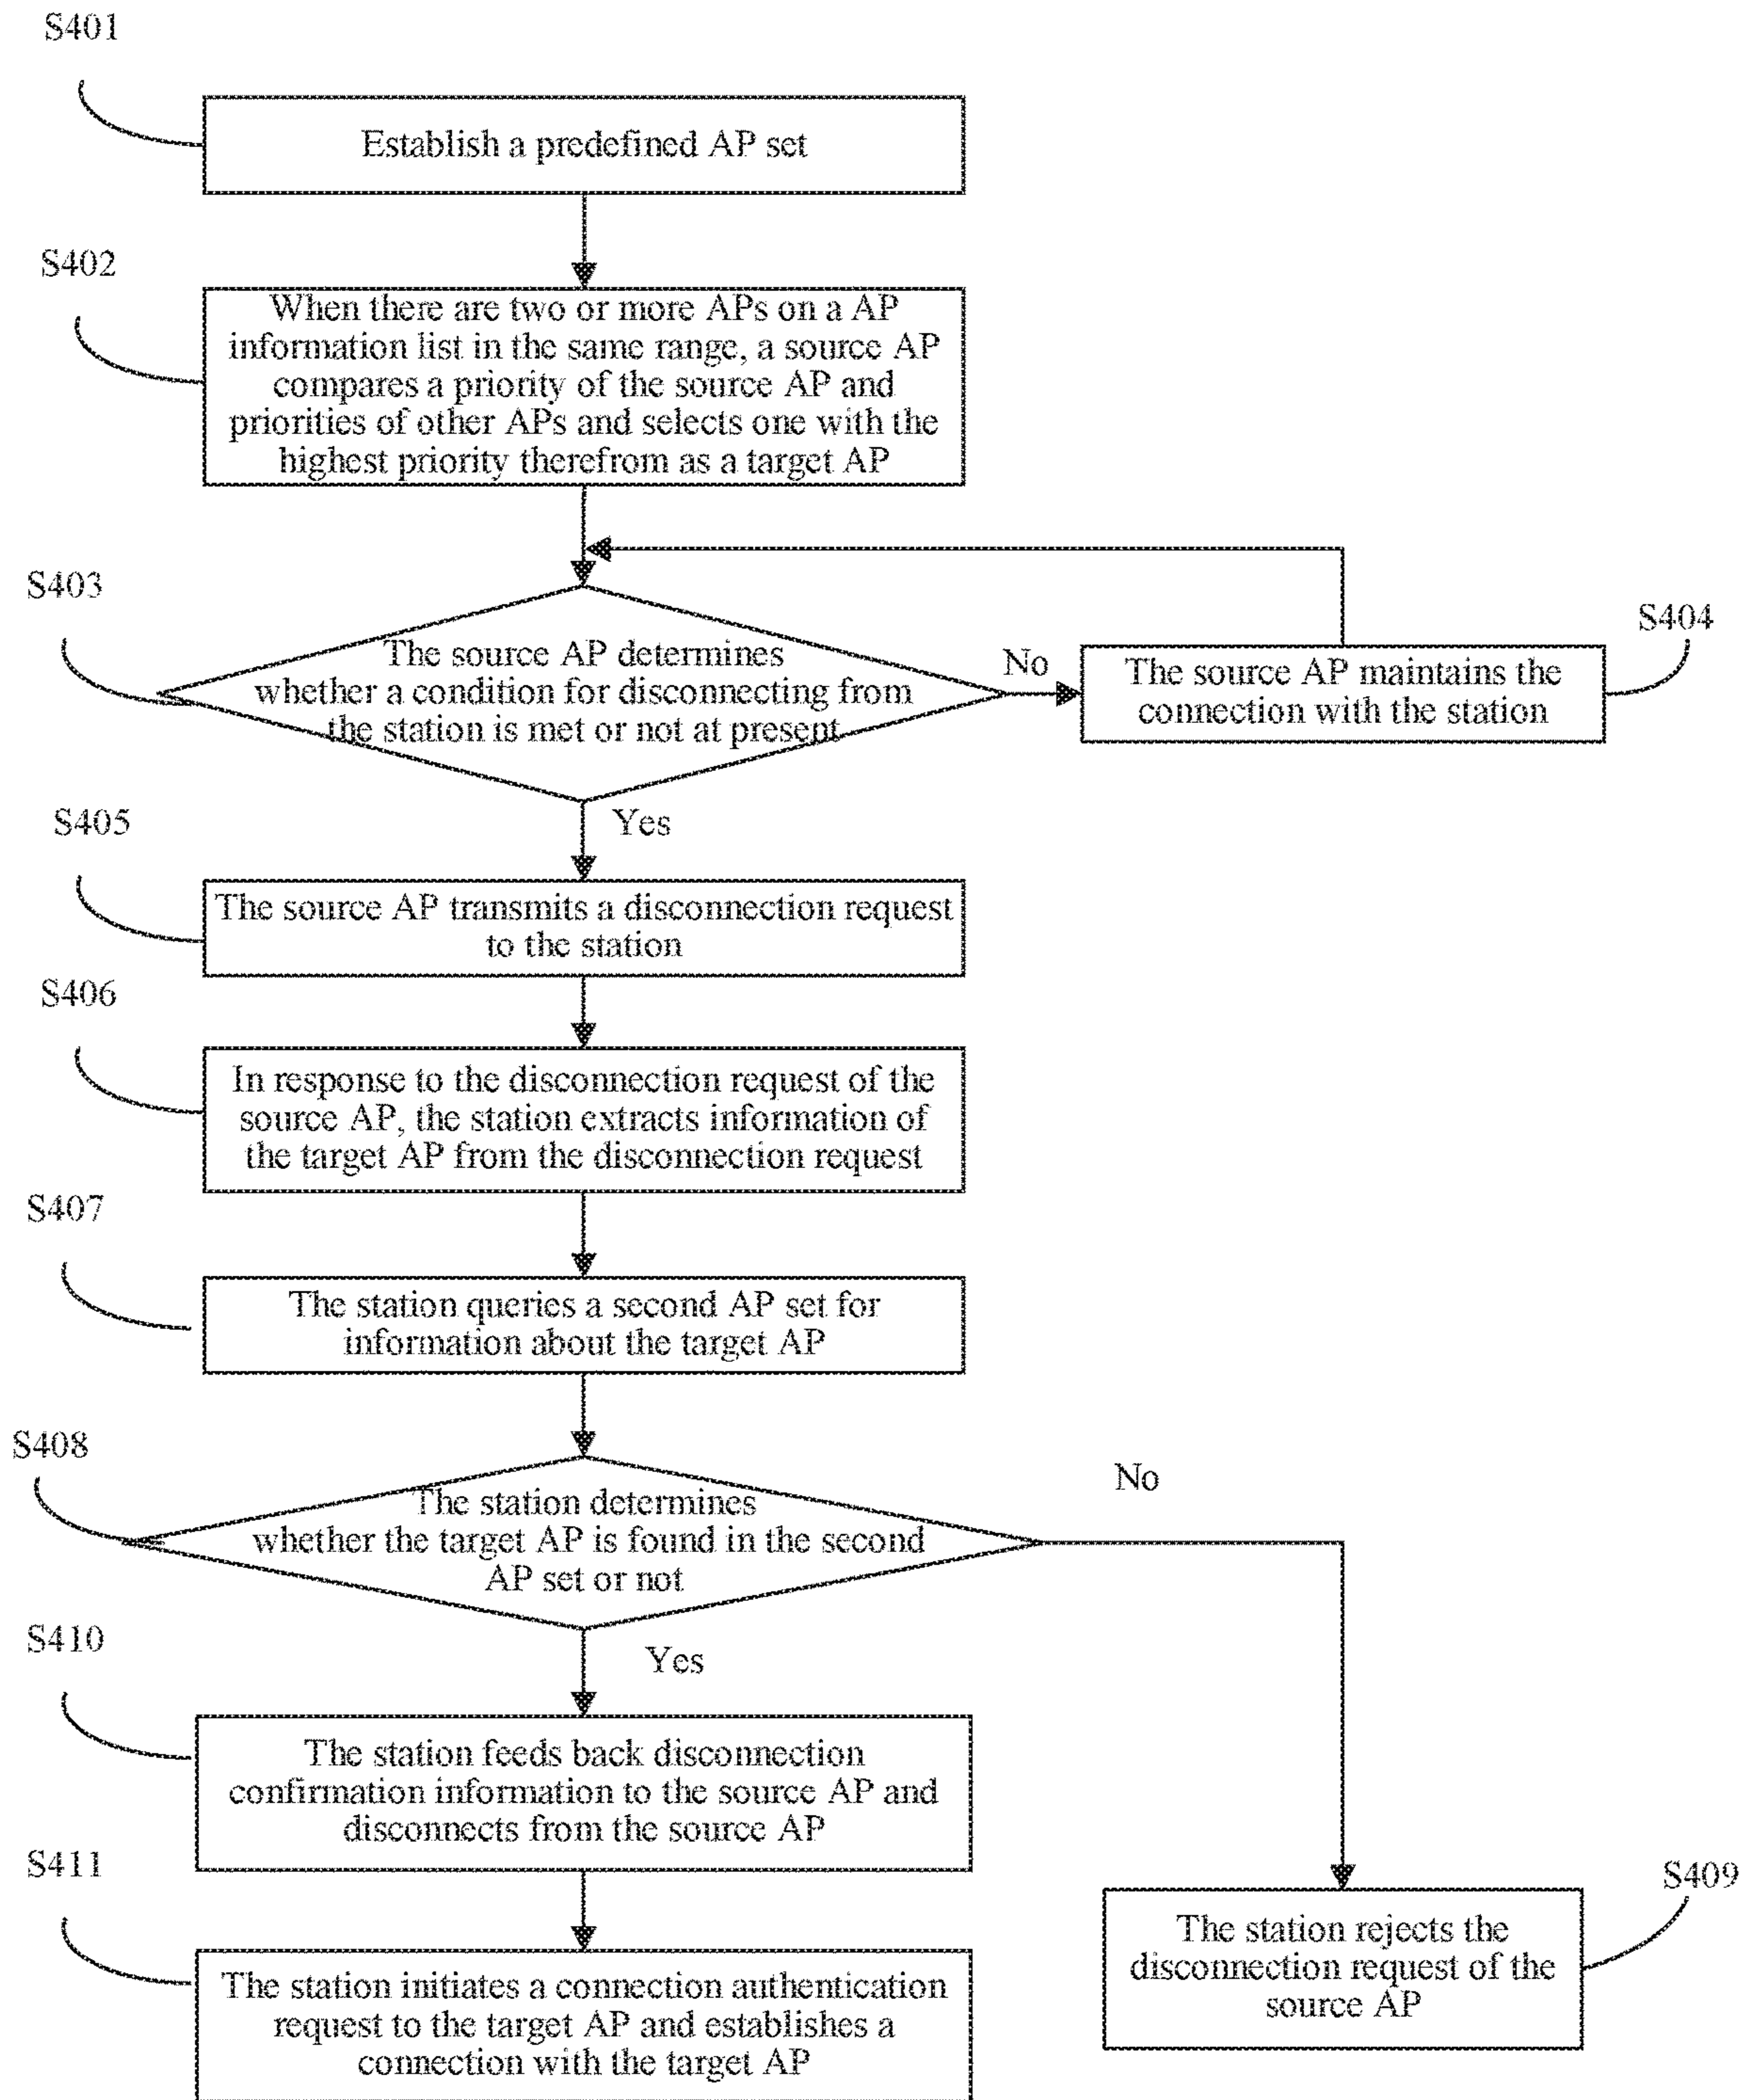 S401
Establish a predefined AP set
S402
When there are two or more APs on a AP
information list in the same range, a source AP
compares a priority of the source AP and
priorities of other APs and selects one with the
highest priority therefrom as a target AP
S403
The source AP determines
whether a condition for disconnecting from
the station is met or not at present
No
S404
The source AP maintains the
connection with the station
Yes
S405
The source AP transmits a disconnection request
to the station
S406
In response to the disconnection request of the
source AP, the station extracts information of
the target AP from the disconnection request
S407
The station queries a second AP set for
information about the target AP
S408
The station determines
whether the target AP is found in the second
AP set or not
No
Yes
S410
The station feeds back disconnection
confirmation information to the source AP and
disconnects from the source AP
S411
The station initiates a connection authentication
request to the target AP and establishes a
connection with the target AP
S409
The station rejects the
disconnection request of the
source AP